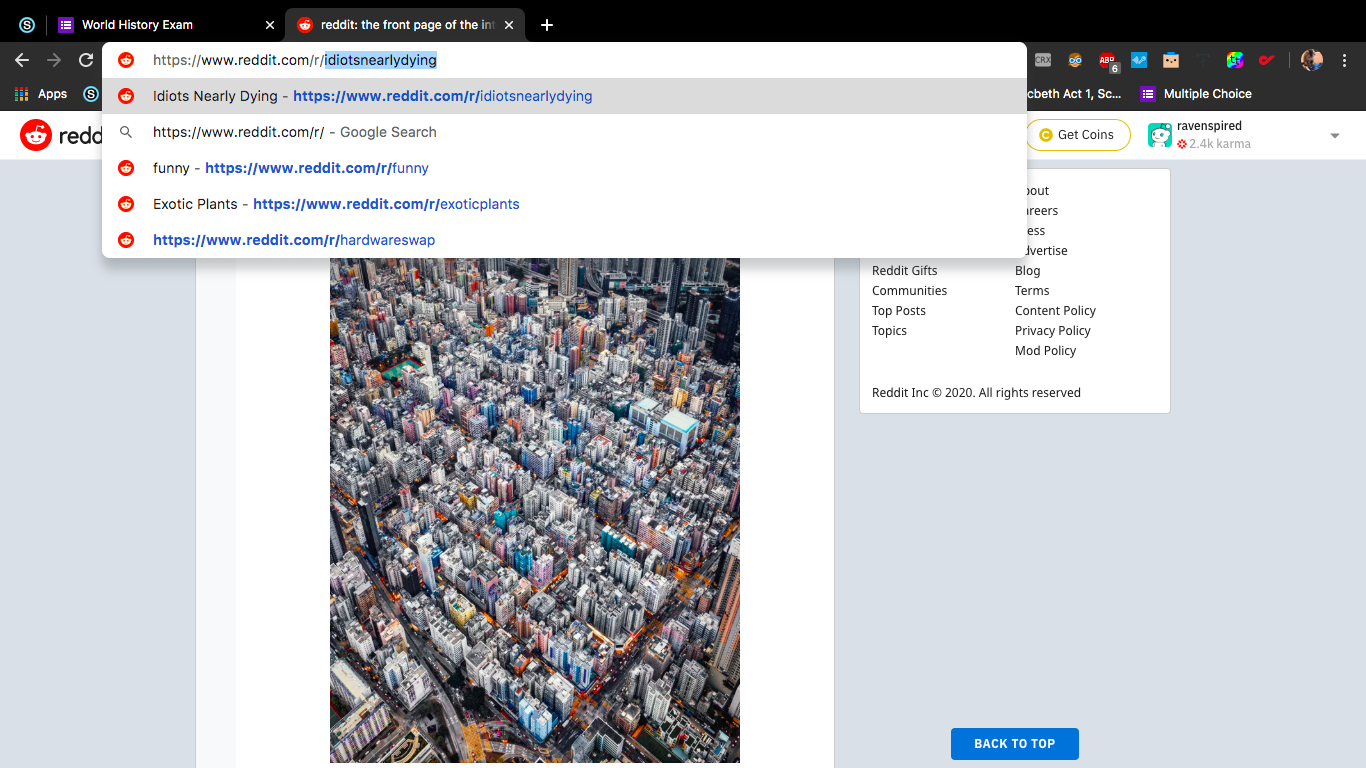 World History Exam
reddit: the front page of the int
https://www.reddit.com/r/idiotsnearlydying
CRX
ABP
6
Apps
Idiots Nearly Dying - https://www.reddit.com/r/idiotsnearlydying
cbeth Act 1, Sc...
Multiple Choice
redd
https://www.reddit.com/r/ - Google Search
Get Coins
ravenspired
2.4k karma
funny - https://www.reddit.com/r/funny
Exotic Plants - https://www.reddit.com/r/exoticplants
https://www.reddit.com/r/hardwareswap
bout
areers
ess
dvertise
Reddit Gifts
Blog
Communities
Terms
Top Posts
Content Policy
Topics
Privacy Policy
Mod Policy
Reddit Inc © 2020. All rights reserved
BACK TO TOP